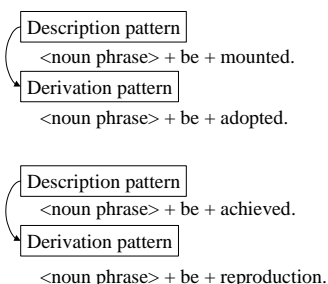 Description pattern
<noun phrase> + be + mounted.
Derivation pattern
<noun phrase> + be + adopted.
Description pattern
<noun phrase> + be + achieved.
Derivation pattern
<noun phrase> + be + reproduction.